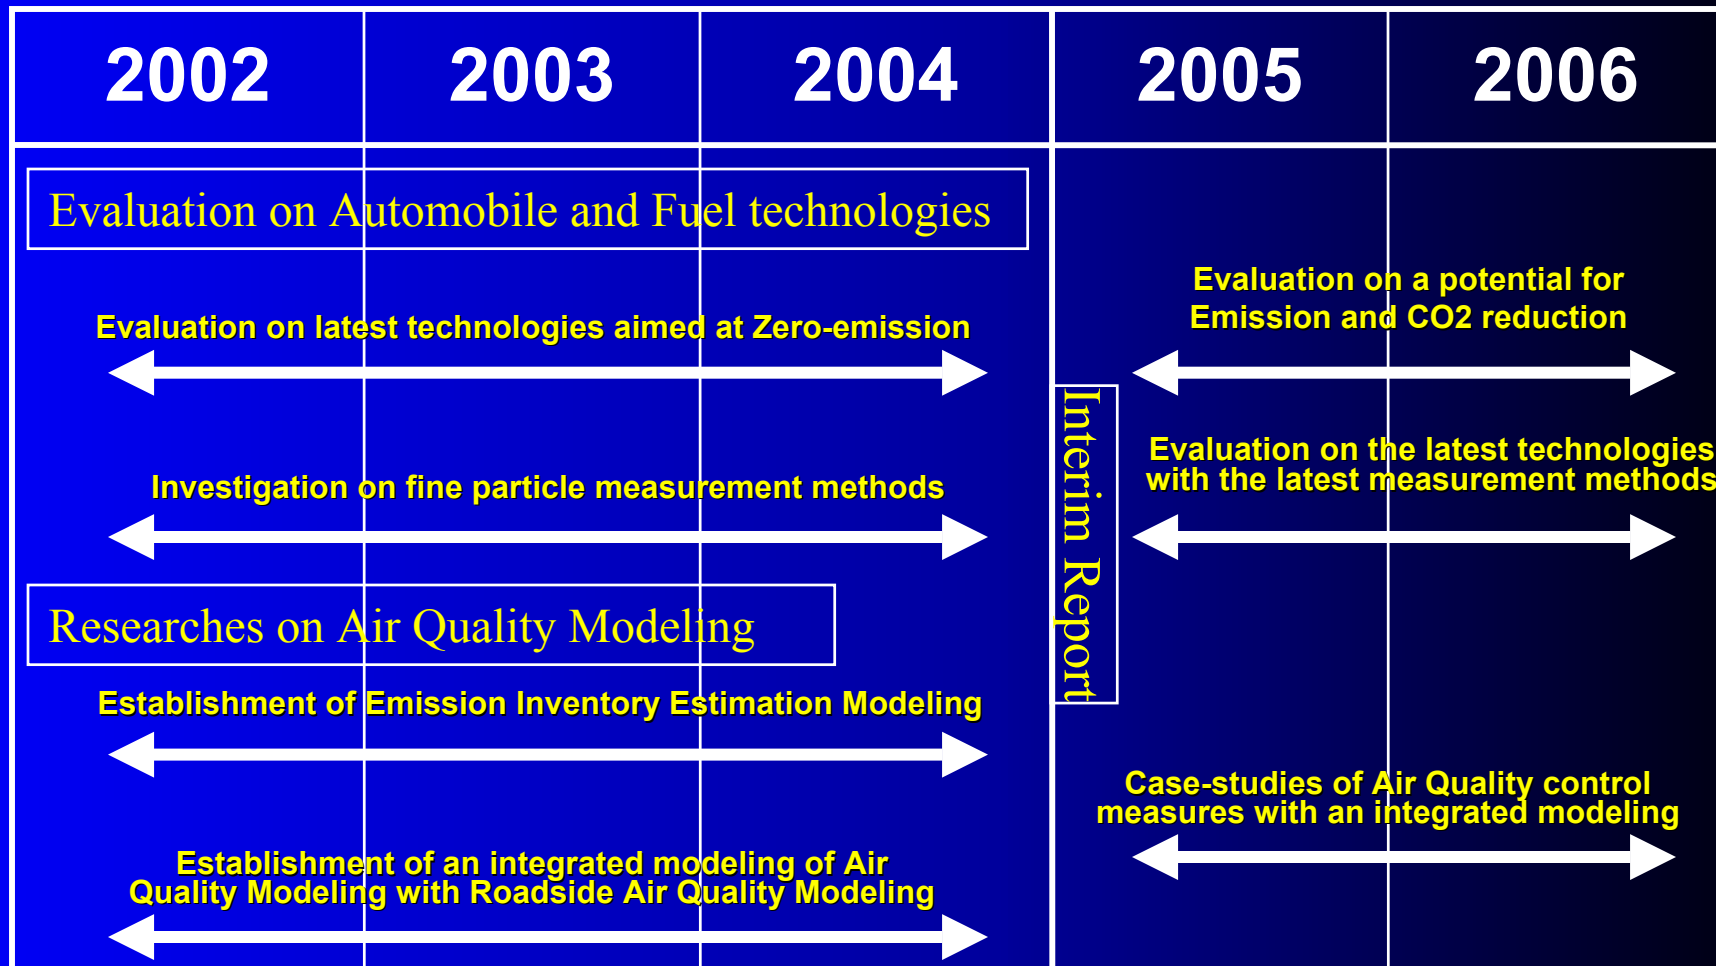 2002
2003
2004
2005
2006
Evaluation on Automobile and Fuel technologies
Evaluation on latest technologies aimed at Zero-emission
Evaluation on a potential for
Emission and CO2 reduction
Interim Report
Investigation on fine particle measurement methods
Evaluation on the latest technologies
with the latest measurement methods
Researches on Air Quality Modeling
Establishment of Emission Inventory Estimation Modeling
Case-studies of Air Quality control
measures with an integrated modeling
Establishment of an integrated modeling of Air
Quality Modeling with Roadside Air Quality Modeling